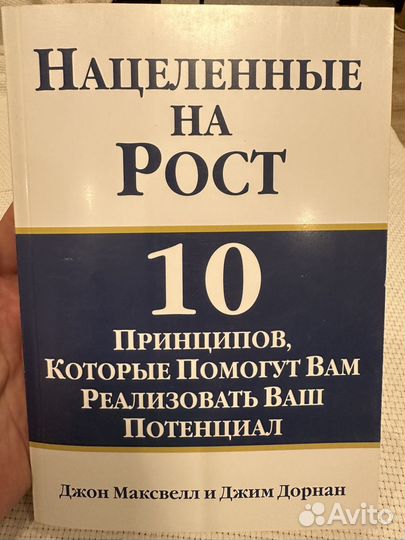 Нацеленные
на
Рост
10
Принципов,
Которые Помогут Вам
Реализовать Ваш
Потенциал
Джон Максвелл и Джим Дорнан
Avito